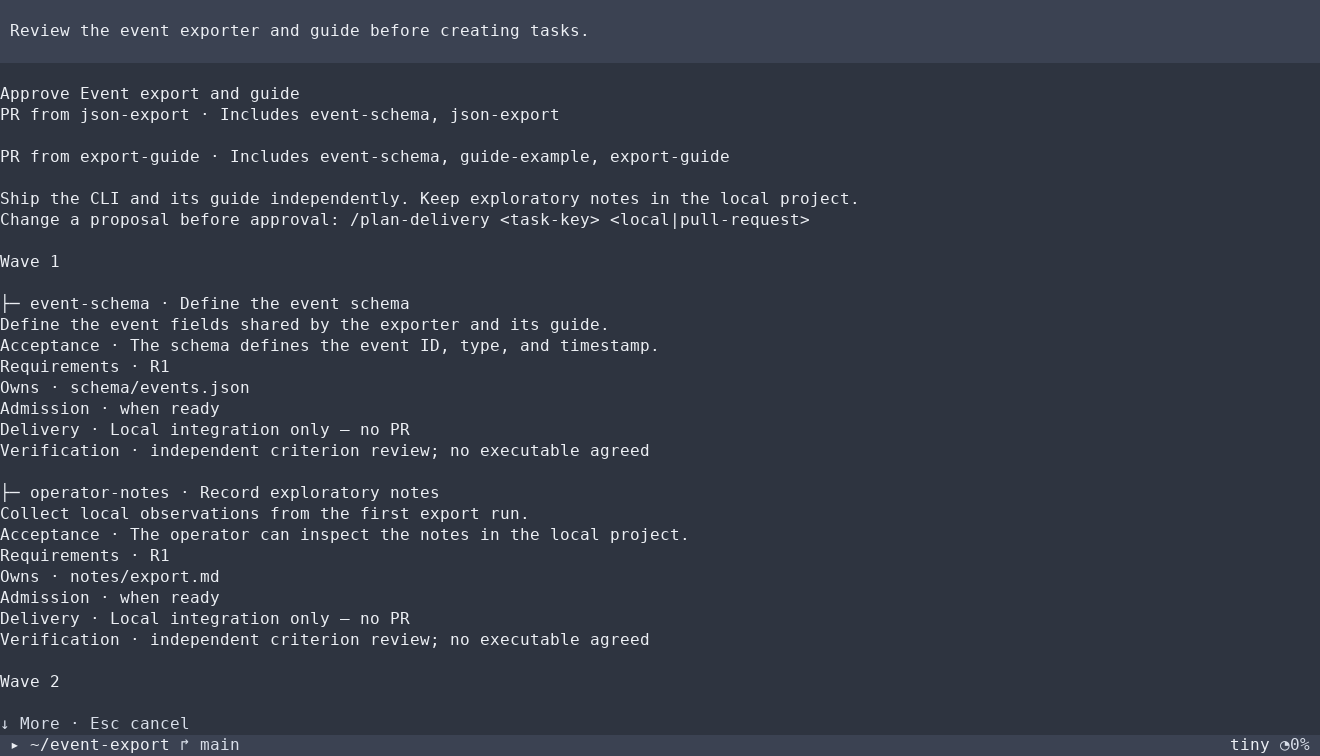 Review the event exporter and guide before creating tasks.
Approve Event export and guide
PR from json-export · Includes event-schema, json-export
PR from export-guide · Includes event-schema, guide-example, export-guide
Ship the CLI and its guide independently. Keep exploratory notes in the local project.
Change a proposal before approval: /plan-delivery <task-key> <local|pull-request>
Wave 1
├─ event-schema · Define the event schema
Define the event fields shared by the exporter and its guide.
Acceptance · The schema defines the event ID, type, and timestamp.
Requirements · R1
Owns · schema/events.json
Admission · when ready
Delivery · Local integration only — no PR
Verification · independent criterion review; no executable agreed
├─ operator-notes · Record exploratory notes
Collect local observations from the first export run.
Acceptance · The operator can inspect the notes in the local project.
Requirements · R1
Owns · notes/export.md
Admission · when ready
Delivery · Local integration only — no PR
Verification · independent criterion review; no executable agreed
Wave 2
↓ More · Esc cancel
▸ ~/event-export ↱ main tiny ◔0%